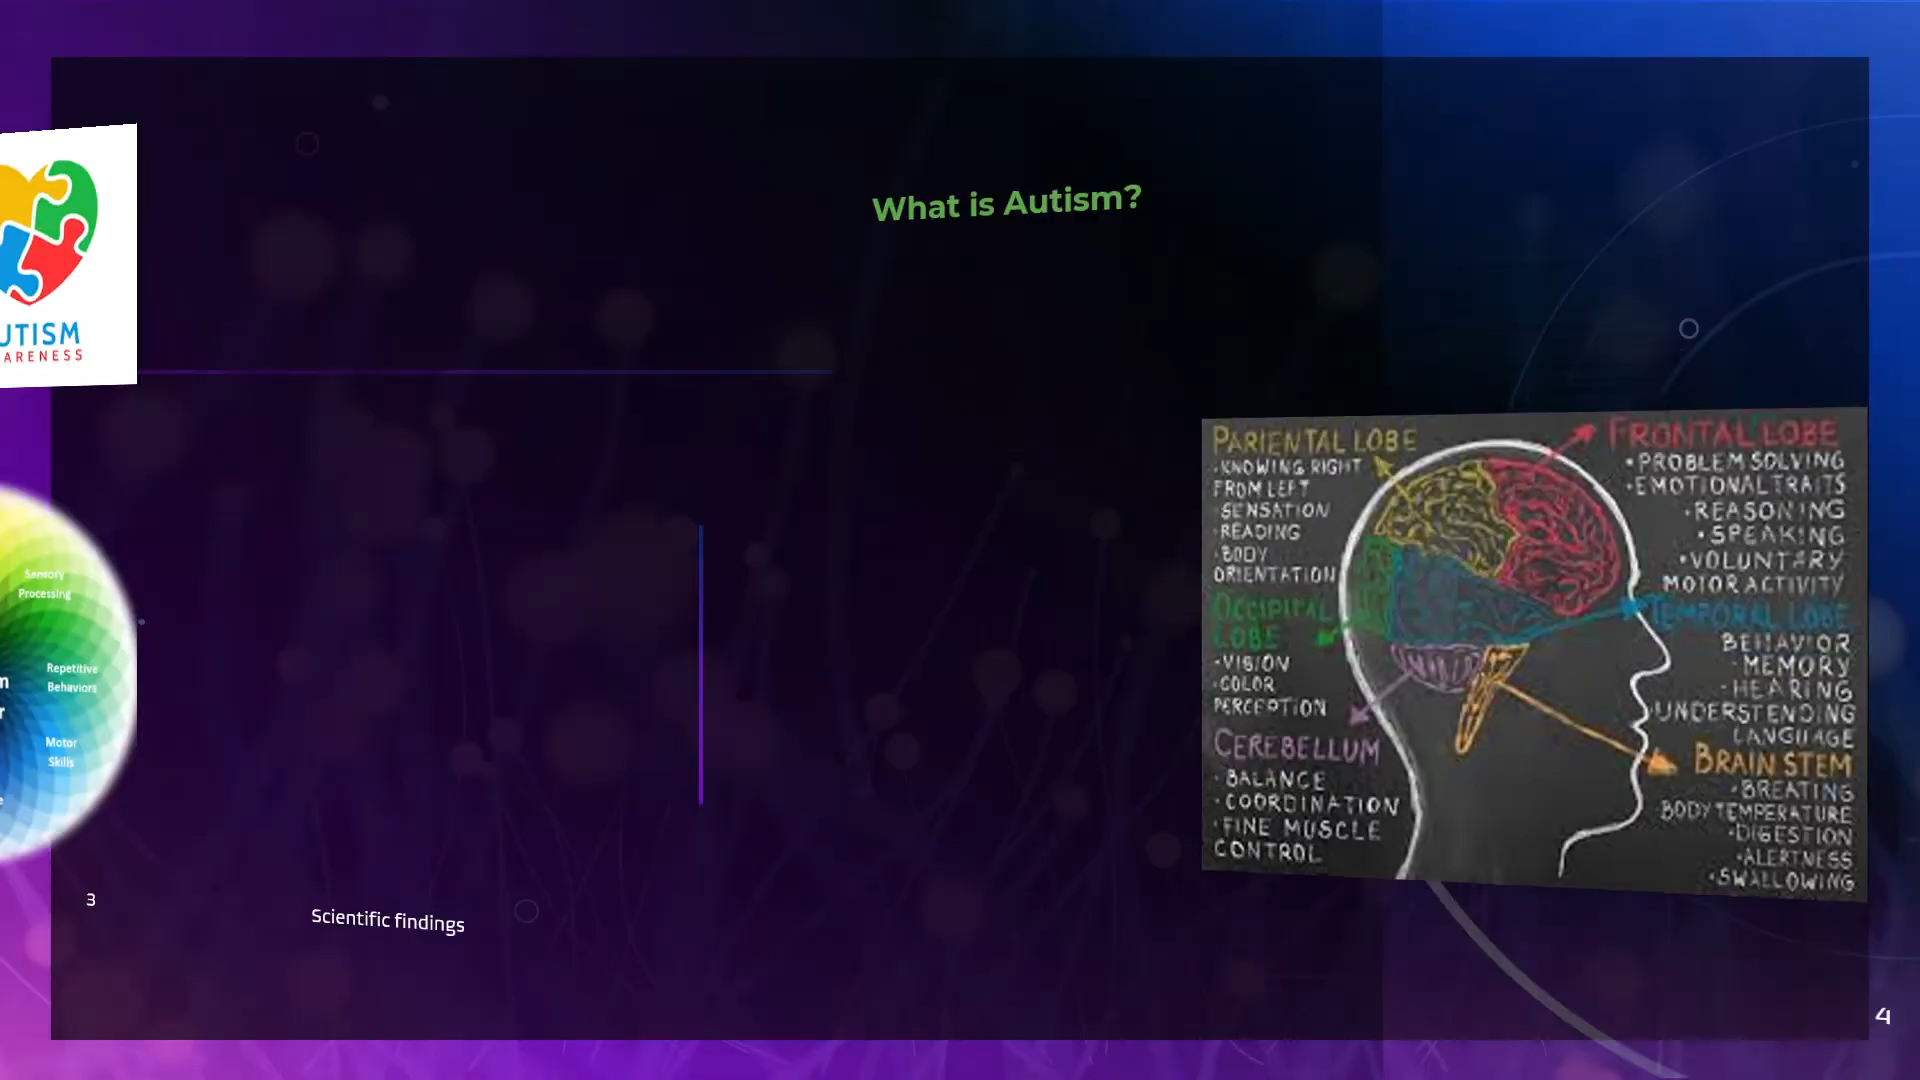 What is Autism?
UTISM
ARENESS
Sensory
Processing
Repetitive
Behaviors
Motor
Skills
3
Scientific findings
PARIENTAL LOBE
·KNOWING RIGHT
FROM LEFT
·SENSATION
·READING
·BODY
ORIENTATION
OCCIPITAL
LOBE
·VISION
·COLOR
PERCEPTION
CEREBELLUM
·BALANCE
·COORDINATION
·FINE MUSCLE
CONTROL
FRONTAL LOBE
·PROBLEM SOLVING
·EMOTIONAL TRAITS
·REASONING
·SPEAKING
·VOLUNTARY
MOTOR ACTIVITY
TEMPORAL LOBE
BEHAVIOR
·MEMORY
·HEARING
·UNDERSTENDING
LANGUAGE
BRAIN STEM
·BREATING
BODY TEMPERATURE
·DIGESTION
·ALERTNESS
·SWALLOWING
4